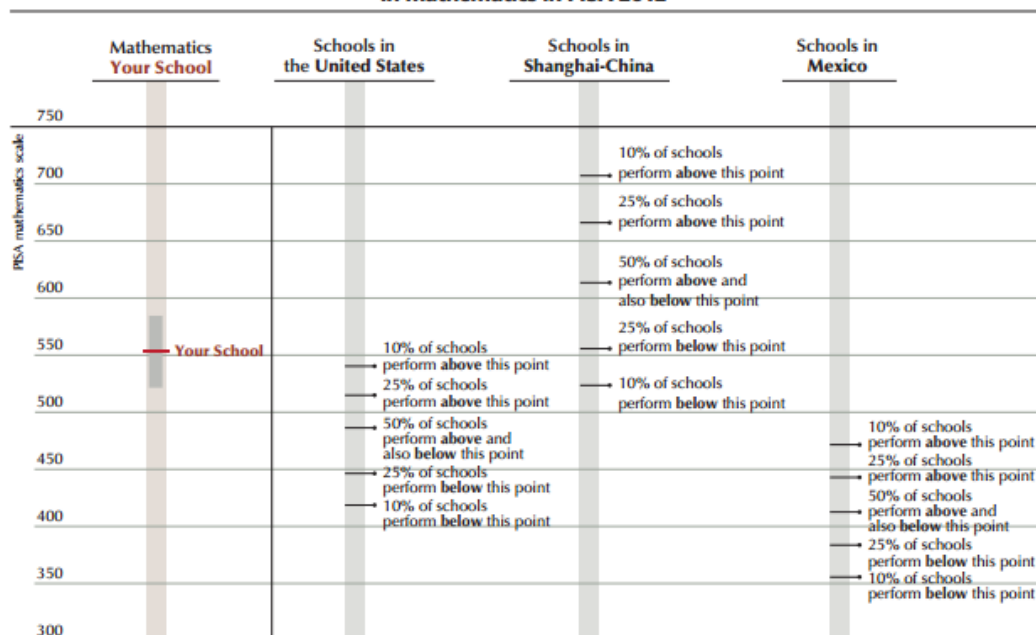 Mathematics
Your School
Schools in
the United States
Schools in
Shanghai-China
Schools in
Mexico
PISA mathematics scale
750
700
650
600
550
500
450
400
350
300
Your School
10% of schools
perform above this point
25% of schools
perform above this point
50% of schools
perform above and
also below this point
25% of schools
perform below this point
10% of schools
perform below this point
10% of schools
perform above this point
25% of schools
perform above this point
50% of schools
perform above and
also below this point
25% of schools
perform below this point
10% of schools
perform below this point
10% of schools
perform above this point
25% of schools
perform above this point
50% of schools
perform above and
also below this point
25% of schools
perform below this point
10% of schools
perform below this point